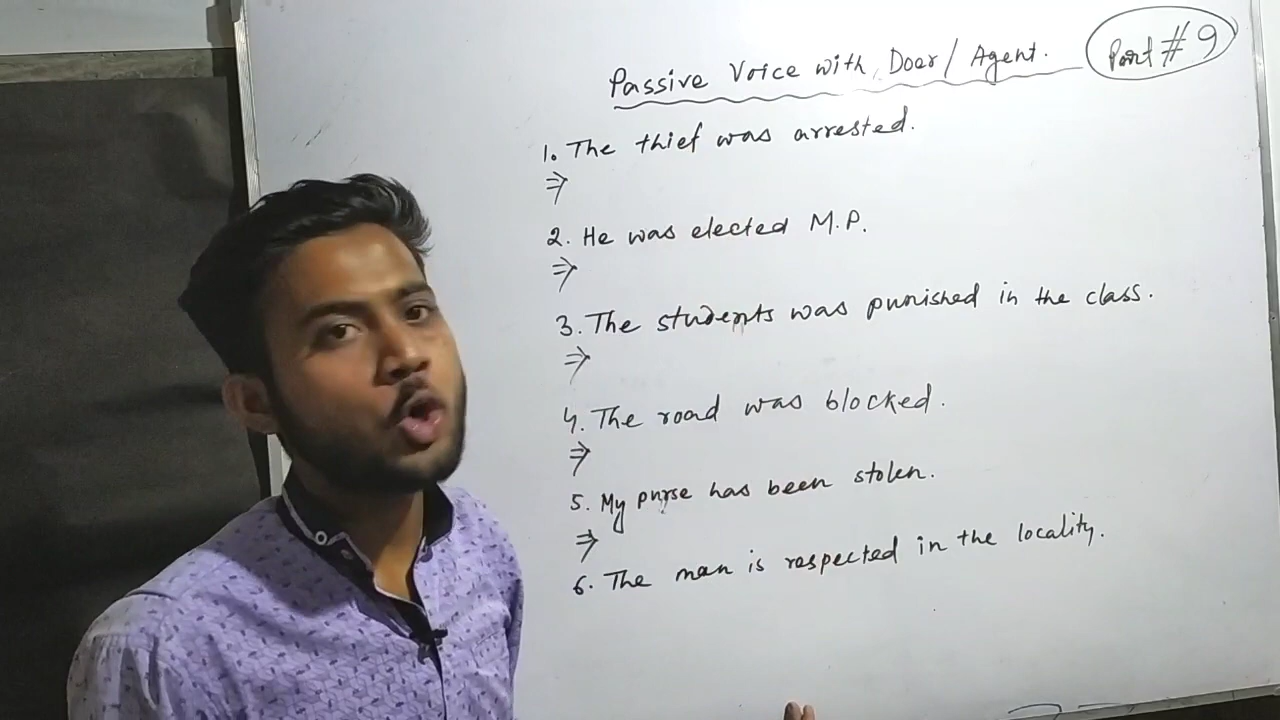 Passive Voice with Doer/Agent. Part #9
1. The thief was arrested.
⇒
2. He was elected M.P.
⇒
3. The students was punished in the class.
⇒
4. The road was blocked.
⇒
5. My purse has been stolen.
⇒
6. The man is respected in the locality.